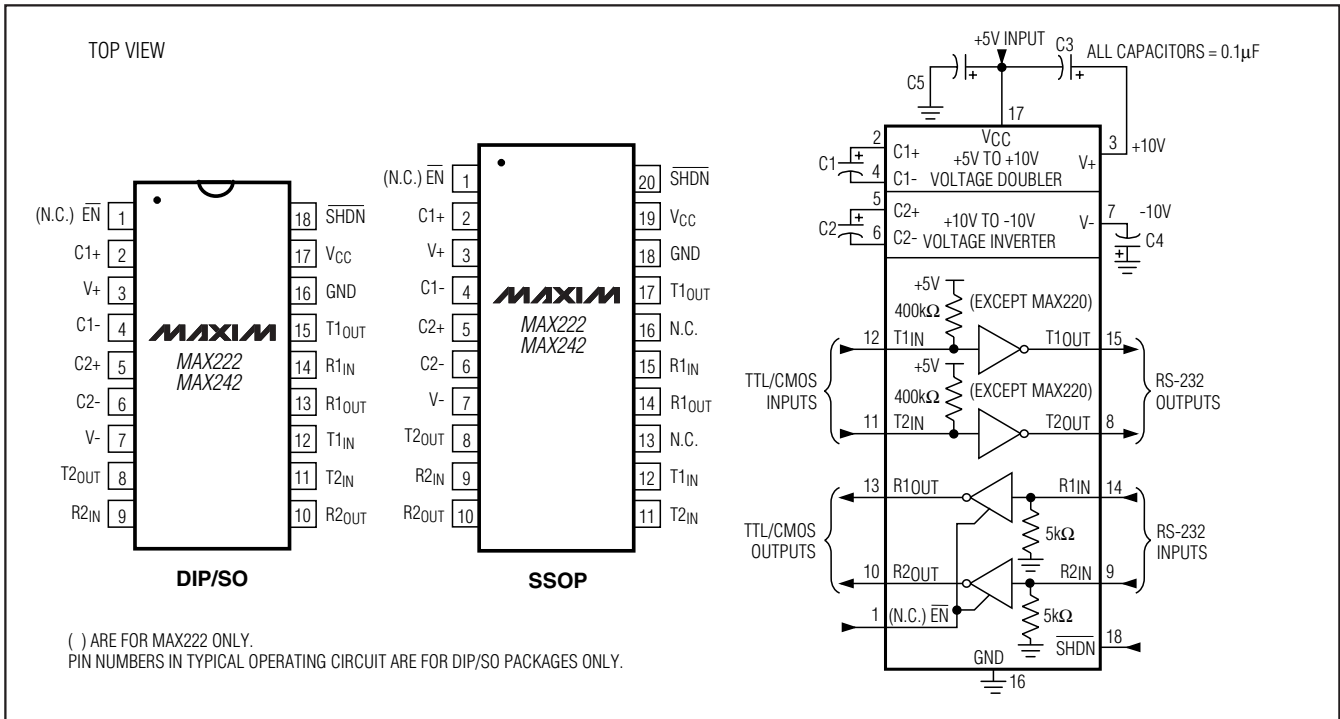 TOP VIEW
(N.C.) EN 1
C1+ 2
V+ 3
C1- 4
C2+ 5
C2- 6
V- 7
T2OUT 8
R2IN 9
18 SHDN
17 VCC
16 GND
15 T1OUT
14 R1IN
13 R1OUT
12 T1IN
11 T2IN
10 R2OUT
MAXIM
MAX222
MAX242
DIP/SO
(N.C.) EN 1
C1+ 2
V+ 3
C1- 4
C2+ 5
C2- 6
V- 7
T2OUT 8
R2IN 9
R2OUT 10
20 SHDN
19 VCC
18 GND
17 T1OUT
16 N.C.
15 R1IN
14 R1OUT
13 N.C.
12 T1IN
11 T2IN
MAXIM
MAX222
MAX242
SSOP
( ) ARE FOR MAX222 ONLY.
PIN NUMBERS IN TYPICAL OPERATING CIRCUIT ARE FOR DIP/SO PACKAGES ONLY.
+5V INPUT C3 ALL CAPACITORS = 0.1μF
C5
17
VCC
2 C1+ +5V TO +10V V+ 3 +10V
C1
4 C1- VOLTAGE DOUBLER
5 C2+ +10V TO -10V V- 7 -10V
C2
6 C2- VOLTAGE INVERTER C4
+5V
400kΩ (EXCEPT MAX220)
12 T1IN T1OUT 15
+5V
TTL/CMOS
INPUTS
400kΩ (EXCEPT MAX220)
RS-232
OUTPUTS
11 T2IN T2OUT 8
13 R1OUT R1IN 14
5kΩ
TTL/CMOS
OUTPUTS
RS-232
INPUTS
10 R2OUT R2IN 9
5kΩ
1 (N.C.) EN
SHDN 18
GND
16